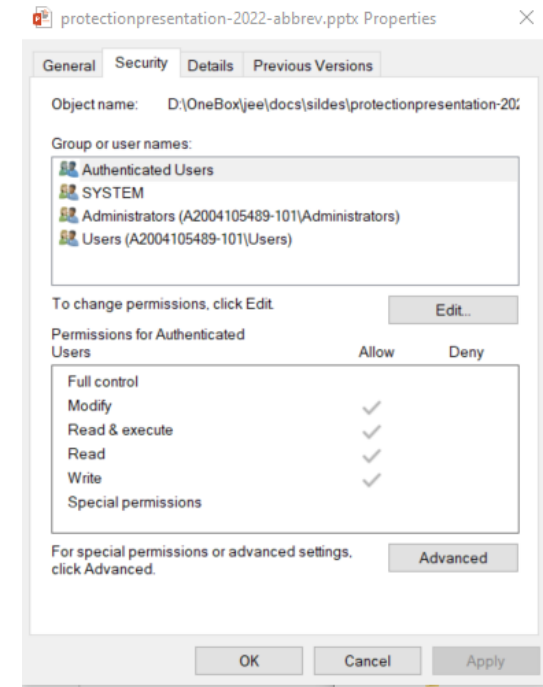 protectionpresentation-2022-abbrev.pptx Properties
General Security Details Previous Versions
Object name: D:\OneBox\jee\docs\sildes\protectionpresentation-202
Group or user names:
Authenticated Users
SYSTEM
Administrators (A2004105489-101\Administrators)
Users (A2004105489-101\Users)
To change permissions, click Edit.
Edit...
Permissions for Authenticated
Users Allow Deny
Full control
Modify
Read & execute
Read
Write
Special permissions
For special permissions or advanced settings,
click Advanced.
Advanced
OK Cancel Apply